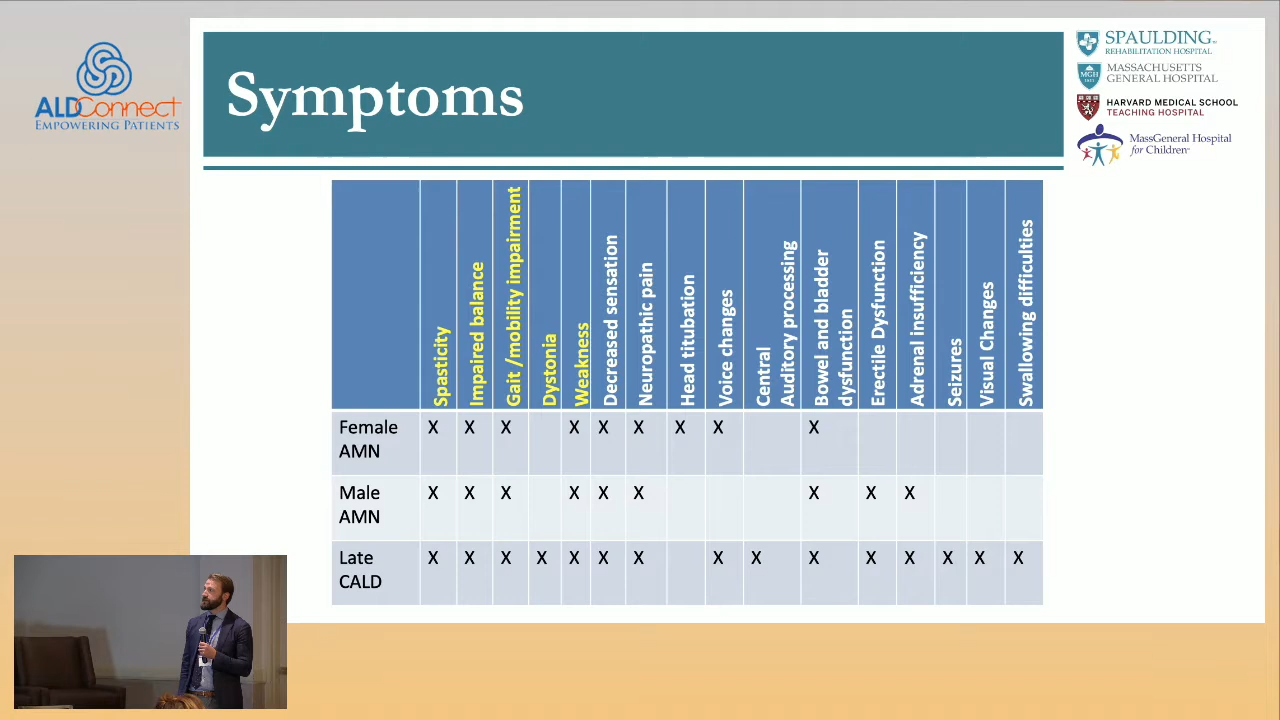 ALDConnect
EMPOWERING PATIENTS
Symptoms
SPAULDING
REHABILITATION HOSPITAL
MGH
1811
MASSACHUSETTS
GENERAL HOSPITAL
HARVARD MEDICAL SCHOOL
TEACHING HOSPITAL
MassGeneral Hospital
for Children
Spasticity
Impaired balance
Gait /mobility impairment
Dystonia
Weakness
Decreased sensation
Neuropathic pain
Head titubation
Voice changes
Central
Auditory processing
Bowel and bladder
dysfunction
Erectile Dysfunction
Adrenal insufficiency
Seizures
Visual Changes
Swallowing difficulties
Female X X X X X X X X X
AMN
Male X X X X X X X X X
AMN
Late X X X X X X X X X X X X X X X
CALD